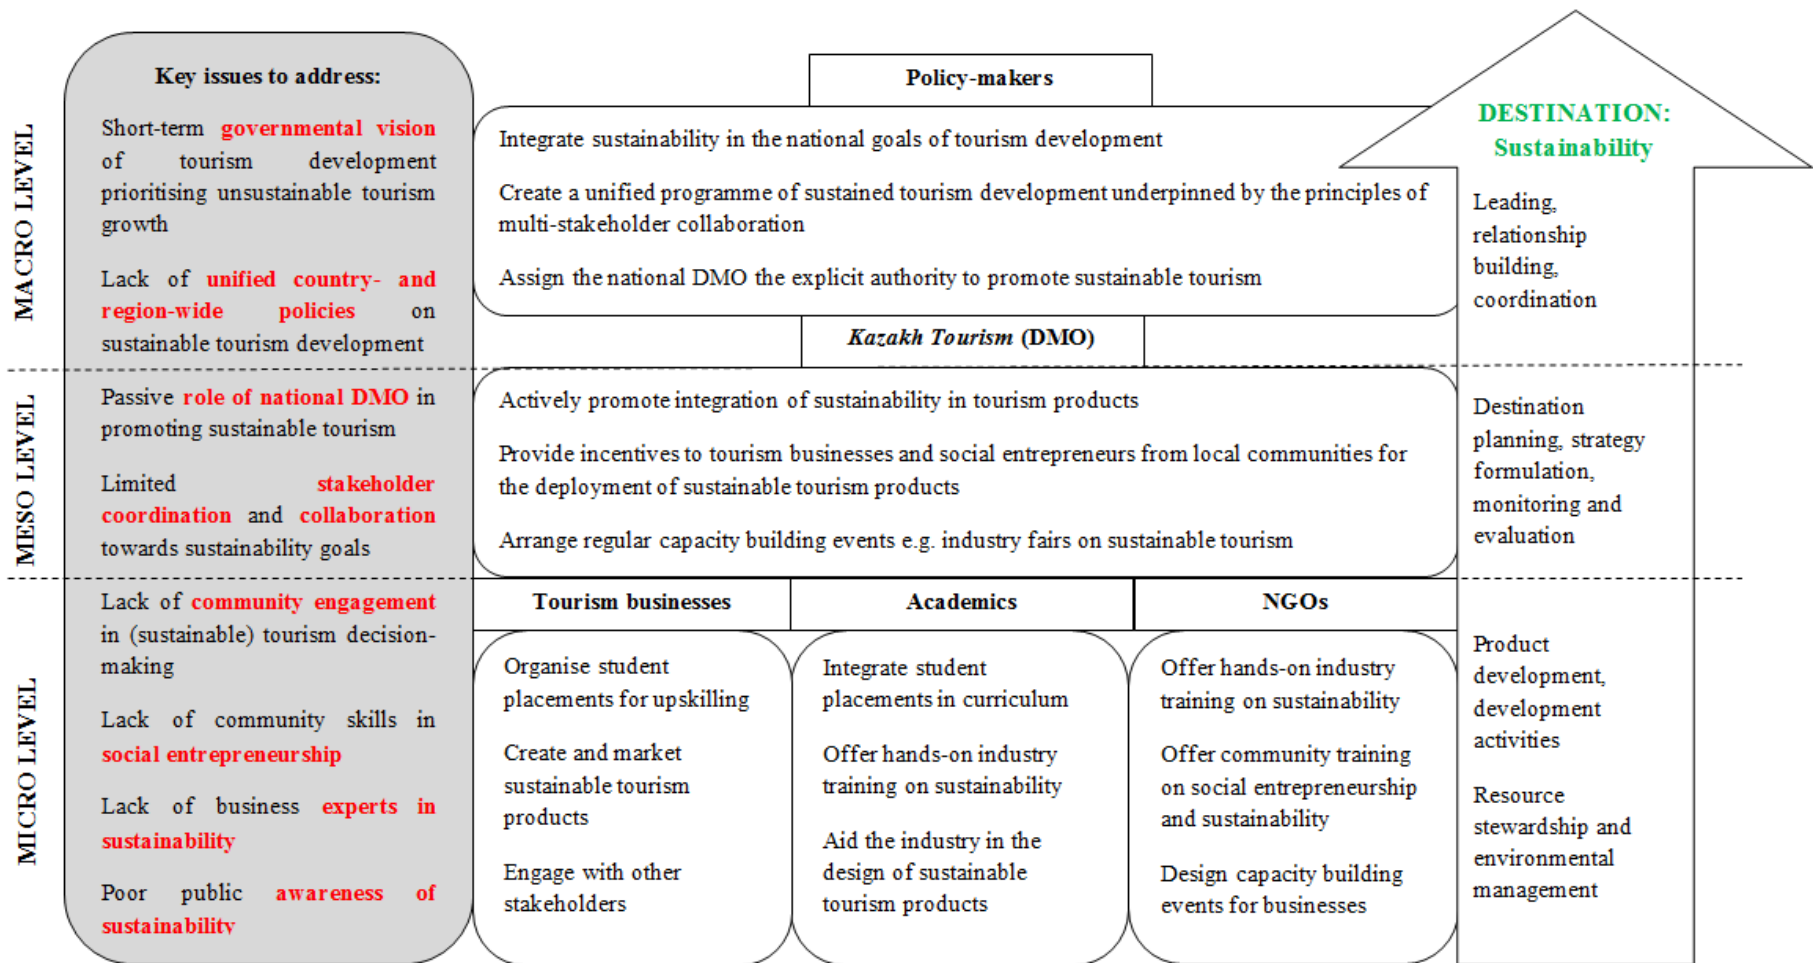 MACRO LEVEL
MESO LEVEL
MICRO LEVEL
Key issues to address:
Short-term governmental vision
of tourism development
prioritising unsustainable tourism
growth
Lack of unified country- and
region-wide policies on
sustainable tourism development
Passive role of national DMO in
promoting sustainable tourism
Limited stakeholder
coordination and collaboration
towards sustainability goals
Lack of community engagement
in (sustainable) tourism decision-
making
Lack of community skills in
social entrepreneurship
Lack of business experts in
sustainability
Poor public awareness of
sustainability
Policy-makers
Integrate sustainability in the national goals of tourism development
Create a unified programme of sustained tourism development underpinned by the principles of
multi-stakeholder collaboration
Assign the national DMO the explicit authority to promote sustainable tourism
Kazakh Tourism (DMO)
Actively promote integration of sustainability in tourism products
Provide incentives to tourism businesses and social entrepreneurs from local communities for
the deployment of sustainable tourism products
Arrange regular capacity building events e.g. industry fairs on sustainable tourism
Tourism businesses
Organise student
placements for upskilling
Create and market
sustainable tourism
products
Engage with other
stakeholders
Academics
Integrate student
placements in curriculum
Offer hands-on industry
training on sustainability
Aid the industry in the
design of sustainable
tourism products
NGOs
Offer hands-on industry
training on sustainability
Offer community training
on social entrepreneurship
and sustainability
Design capacity building
events for businesses
DESTINATION:
Sustainability
Leading,
relationship
building,
coordination
Destination
planning, strategy
formulation,
monitoring and
evaluation
Product
development,
development
activities
Resource
stewardship and
environmental
management